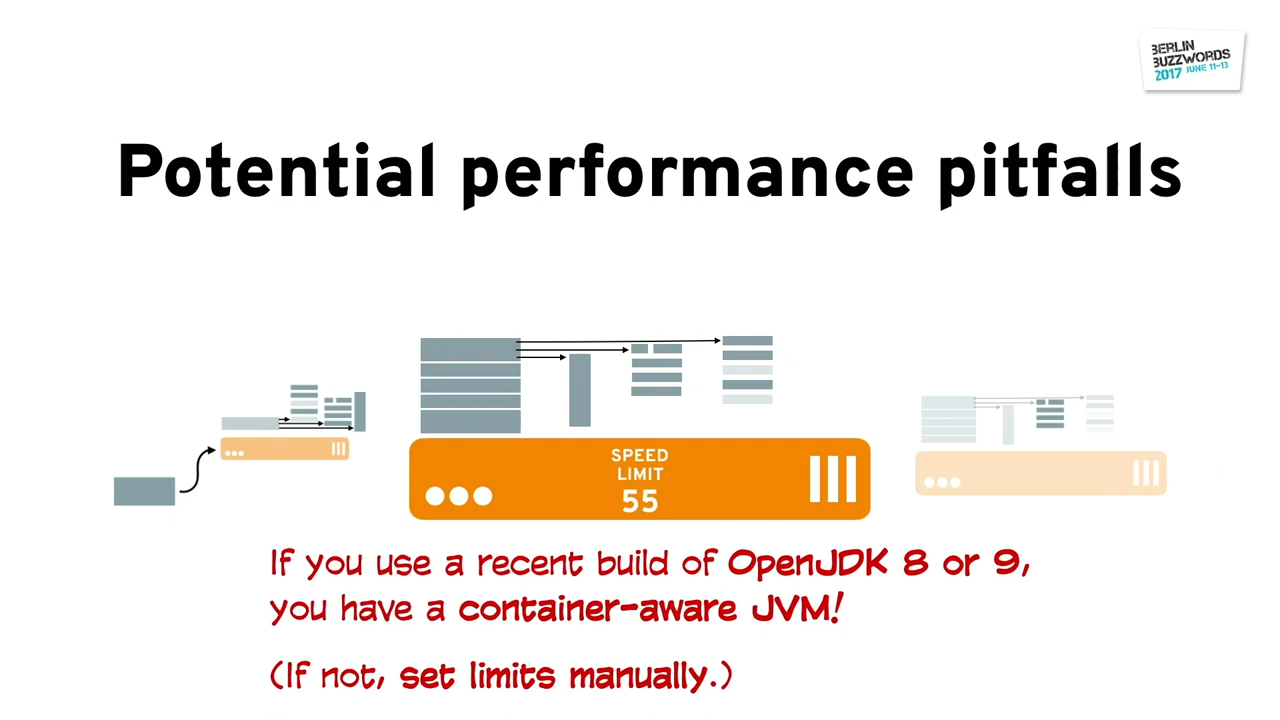 BERLIN
BUZZWORDS
2017 JUNE 11-13
Potential performance pitfalls
SPEED
LIMIT
55
If you use a recent build of OpenJDK 8 or 9,
you have a container-aware JVM!
(If not, set limits manually.)